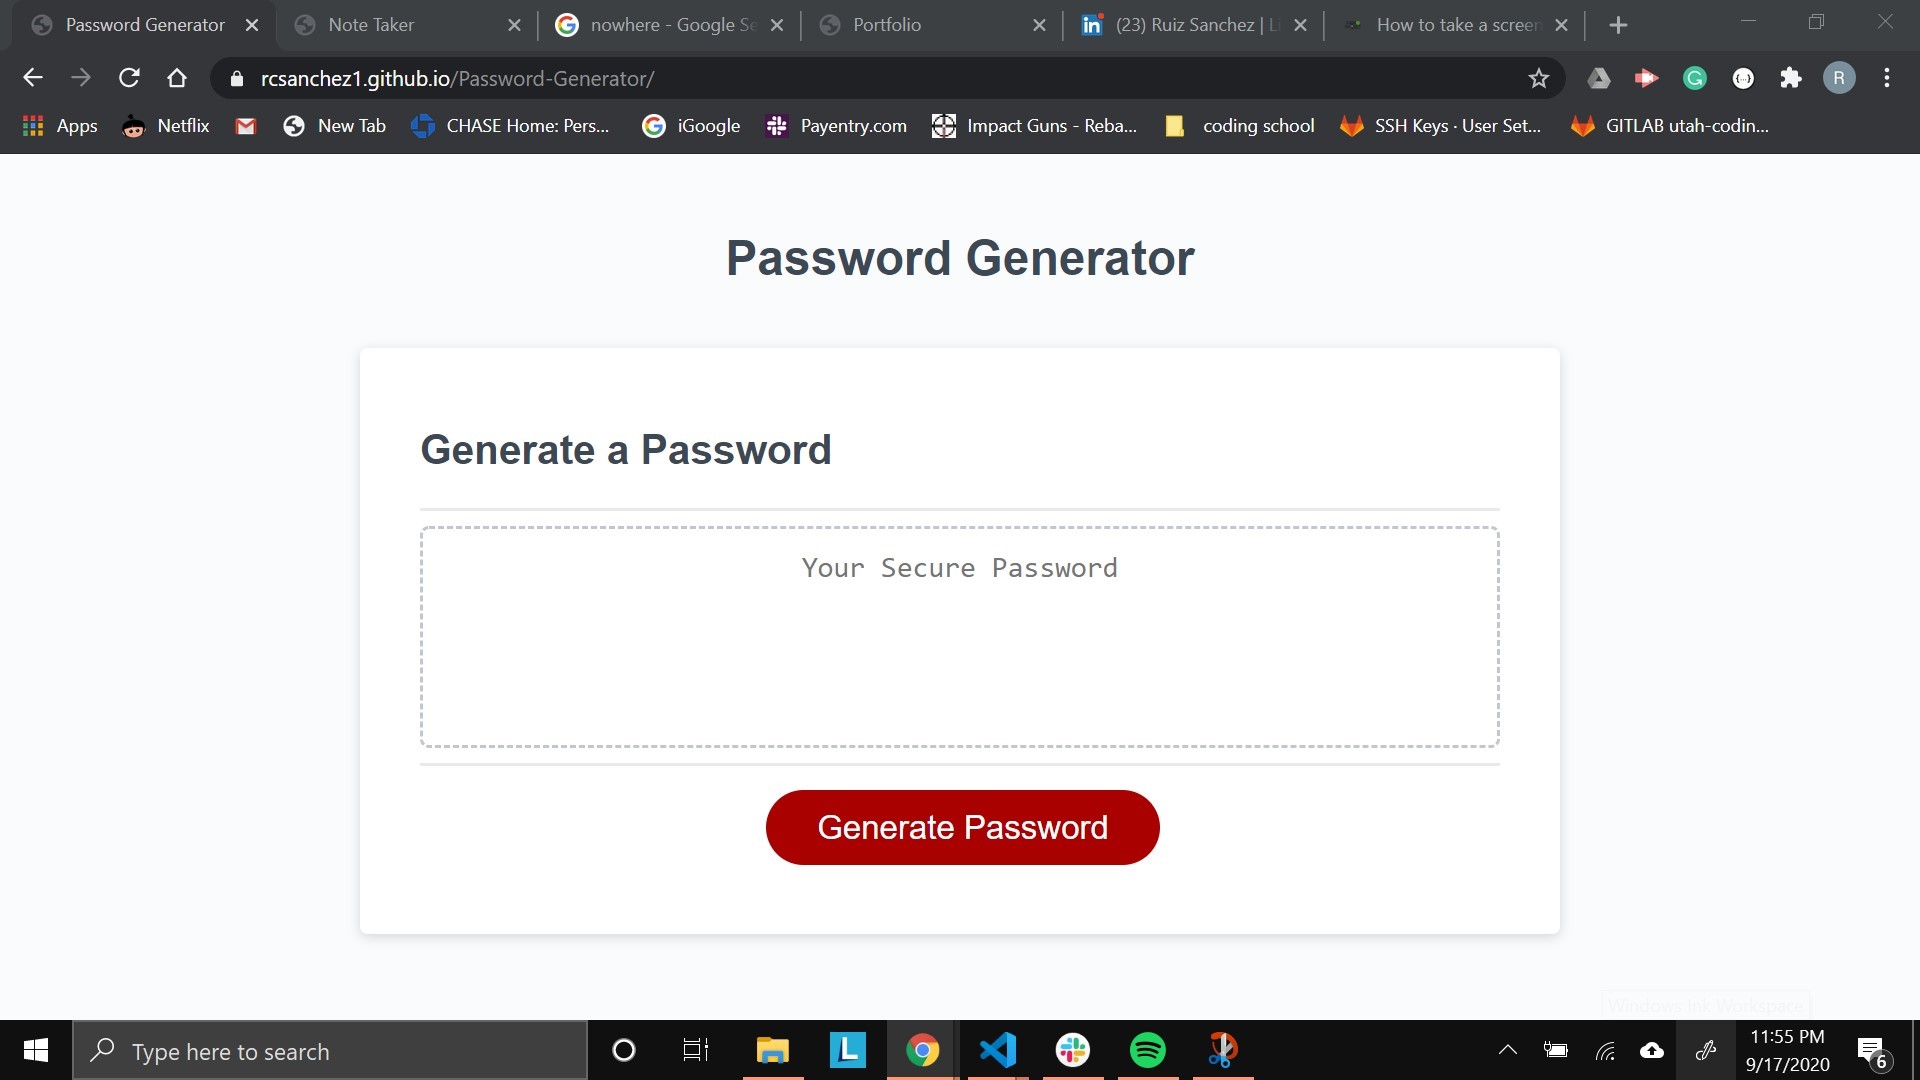 Password Generator
Note Taker
nowhere - Google Se
Portfolio
(23) Ruiz Sanchez | Li
How to take a screen
rcsanchez1.github.io/Password-Generator/
R
Apps
Netflix
New Tab
CHASE Home: Pers...
iGoogle
Payentry.com
Impact Guns - Reba...
coding school
SSH Keys · User Set...
GITLAB utah-codin...
Password Generator
Generate a Password
Your Secure Password
Generate Password
Windows Ink Workspace
Type here to search
L
11:55 PM
9/17/2020
6